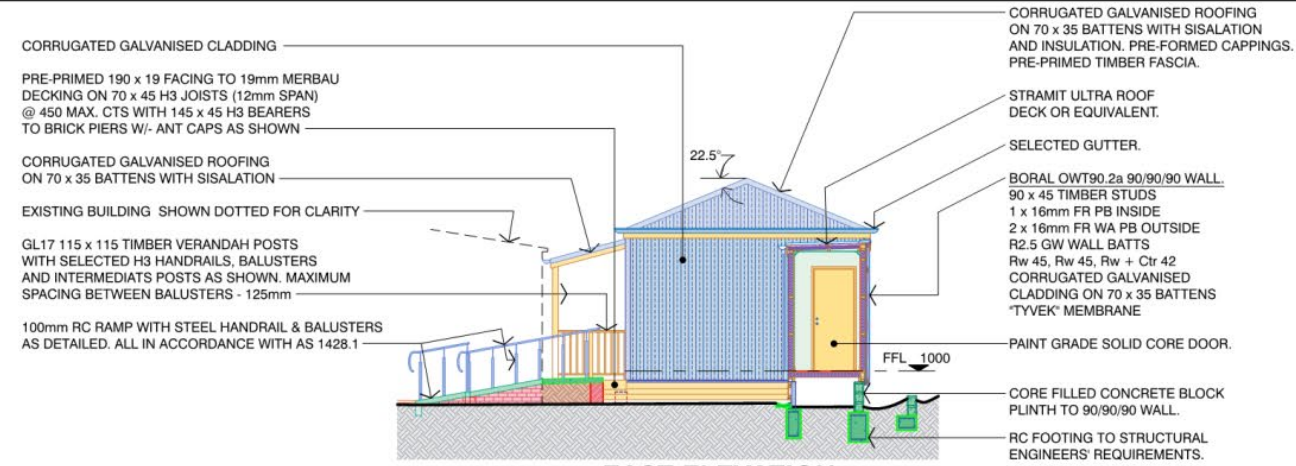 CORRUGATED GALVANISED CLADDING
PRE-PRIMED 190 x 19 FACING TO 19mm MERBAU
DECKING ON 70 x 45 H3 JOISTS (12mm SPAN)
@ 450 MAX. CTS WITH 145 x 45 H3 BEARERS
TO BRICK PIERS W/- ANT CAPS AS SHOWN
CORRUGATED GALVANISED ROOFING
ON 70 x 35 BATTENS WITH SISALATION
EXISTING BUILDING SHOWN DOTTED FOR CLARITY
GL17 115 x 115 TIMBER VERANDAH POSTS
WITH SELECTED H3 HANDRAILS, BALUSTERS
AND INTERMEDIATS POSTS AS SHOWN. MAXIMUM
SPACING BETWEEN BALUSTERS - 125mm
100mm RC RAMP WITH STEEL HANDRAIL & BALUSTERS
AS DETAILED. ALL IN ACCORDANCE WITH AS 1428.1
22.5°
CORRUGATED GALVANISED ROOFING
ON 70 x 35 BATTENS WITH SISALATION
AND INSULATION. PRE-FORMED CAPPINGS.
PRE-PRIMED TIMBER FASCIA.
STRAMIT ULTRA ROOF
DECK OR EQUIVALENT.
SELECTED GUTTER.
BORAL OWT90.2a 90/90/90 WALL.
90 x 45 TIMBER STUDS
1 x 16mm FR PB INSIDE
2 x 16mm FR WA PB OUTSIDE
R2.5 GW WALL BATTS
Rw 45, Rw 45, Rw + Ctr 42
CORRUGATED GALVANISED
CLADDING ON 70 x 35 BATTENS
"TYVEK" MEMBRANE
PAINT GRADE SOLID CORE DOOR.
FFL 1000
CORE FILLED CONCRETE BLOCK
PLINTH TO 90/90/90 WALL.
RC FOOTING TO STRUCTURAL
ENGINEERS' REQUIREMENTS.